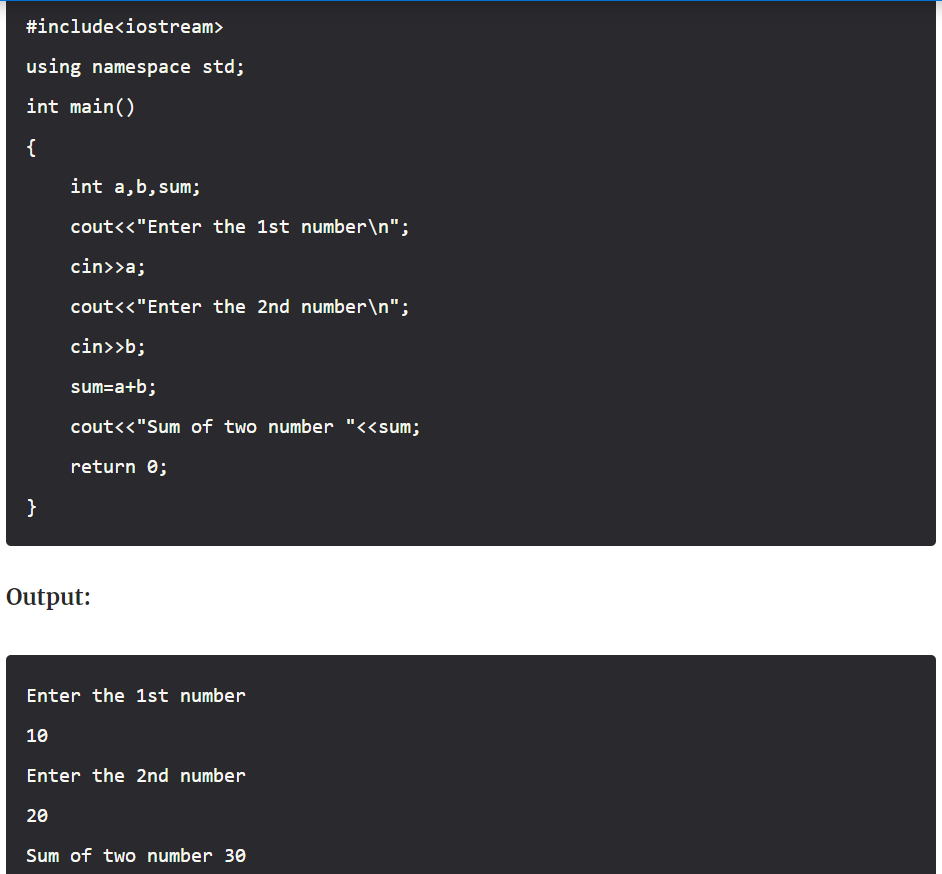 #include<iostream>
using namespace std;
int main()
{
    int a,b,sum;
    cout<<"Enter the 1st number\n";
    cin>>a;
    cout<<"Enter the 2nd number\n";
    cin>>b;
    sum=a+b;
    cout<<"Sum of two number "<<sum;
    return 0;
}
Output:
Enter the 1st number
10
Enter the 2nd number
20
Sum of two number 30